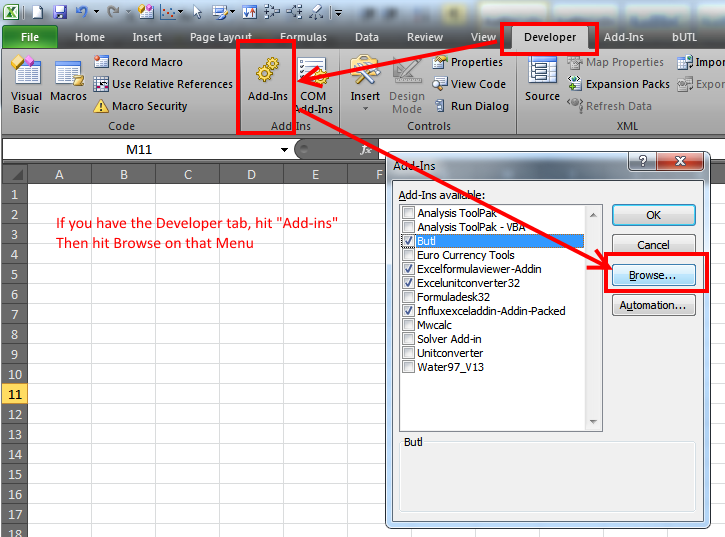 File Home Insert Page Layout Formulas Data Review View Developer Add-Ins bUTL
Visual Basic
Macros
Record Macro
Use Relative References
Macro Security
Code
Add-Ins
COM Add-Ins
Add-Ins
Insert
Design Mode
Properties
View Code
Run Dialog
Controls
Source
Map Properties
Expansion Packs
Refresh Data
XML
M11
fx
A B C D E F
1
2
3
4
5
6
7
8
9
10
11
12
13
14
15
16
17
18
If you have the Developer tab, hit "Add-ins"
Then hit Browse on that Menu
Add-Ins
?
Add-Ins available:
Analysis ToolPak
Analysis ToolPak - VBA
Butl
Euro Currency Tools
Excelformulaviewer-Addin
Excelunitconverter32
Formuladesk32
Influxexceladdin-Addin-Packed
Mwcalc
Solver Add-in
Unitconverter
Water97_V13
OK
Cancel
Browse...
Automation...
Butl